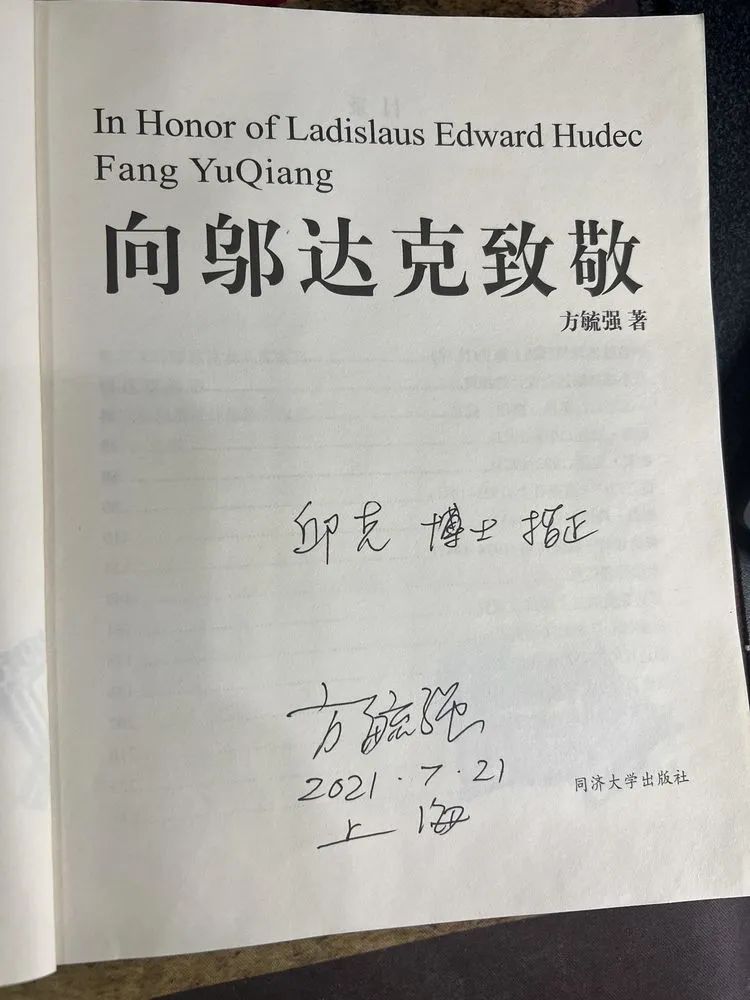 In Honor of Ladislaus Edward Hudec
Fang YuQiang
向邬达克致敬
方毓强 著
邱克 博士 指正
方毓强
2021.7.21
上海
同济大学出版社